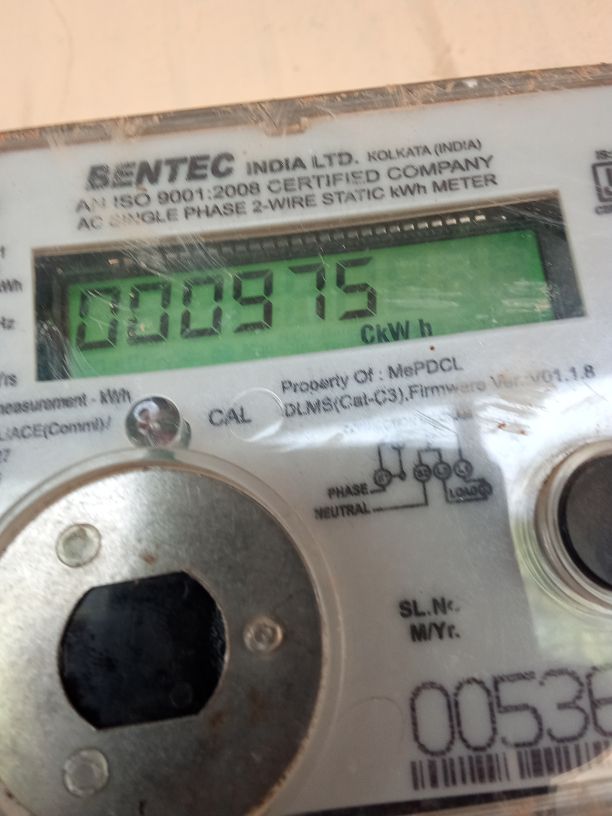 BENTEC INDIA LTD. KOLKATA (INDIA)
AN ISO 9001:2008 CERTIFIED COMPANY
AC SINGLE PHASE 2-WIRE STATIC kWh METER
000975
CkW h
Property Of : MePDCL
DLMS(Cat-C3).Firmware Ver.:V01.1.8
measurement - kWh
CAL
PHASE
NEUTRAL
LOAD
SL.No.
M/Yr.
00536